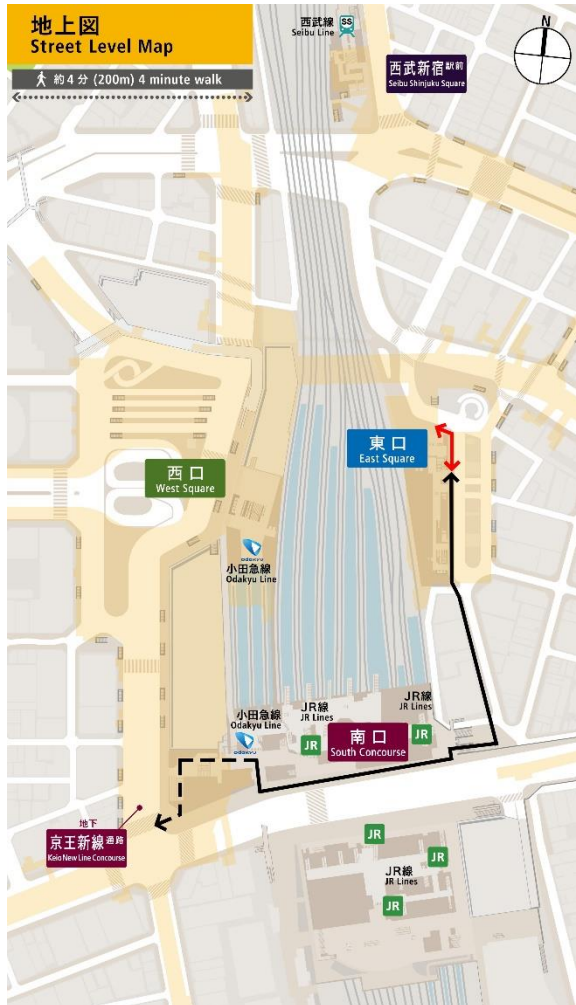 地上図
Street Level Map
約4分 (200m) 4 minute walk
西武線
Seibu Line
SS
N
西武新宿駅前
Seibu Shinjuku Square
東口
East Square
西口
West Square
odakyu
小田急線
Odakyu Line
小田急線
Odakyu Line
odakyu
JR線
JR Lines
JR
JR線
JR Lines
JR
南口
South Concourse
地下
京王新線通路
Keio New Line Concourse
JR
JR
JR線
JR Lines
JR